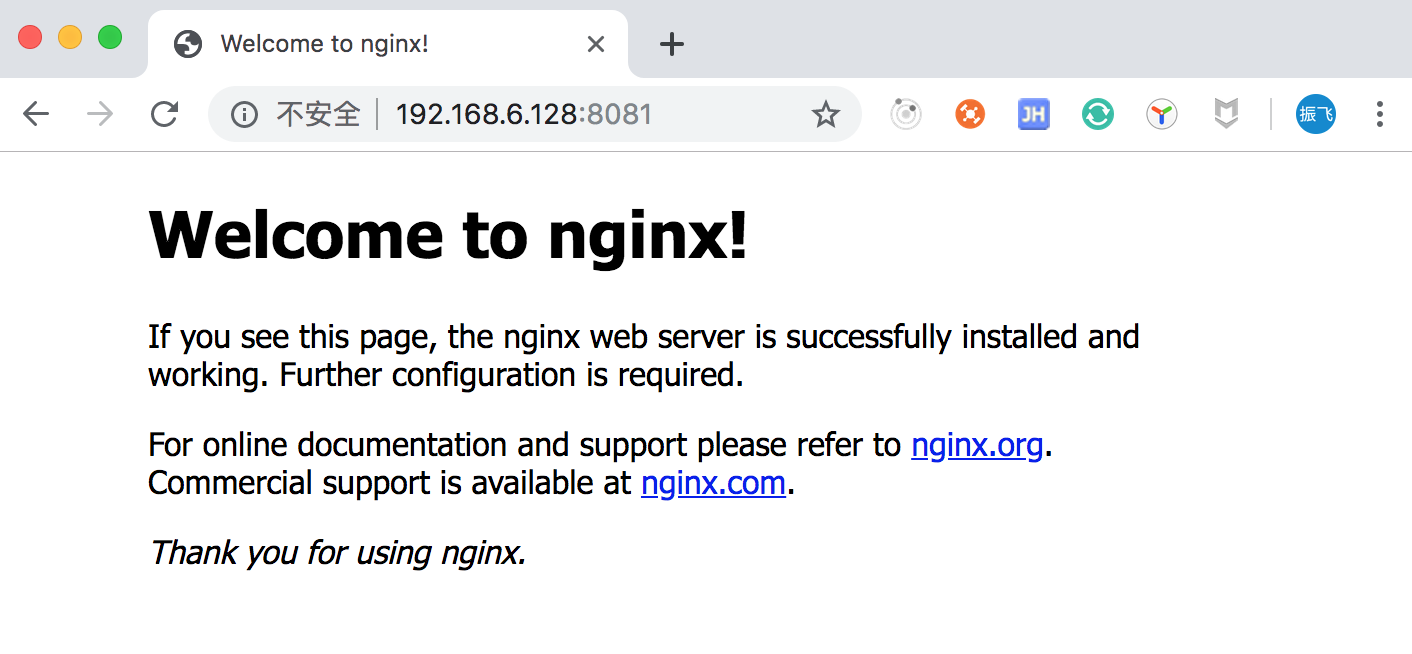 Welcome to nginx!
不安全 192.168.6.128:8081
JH
振飞
Welcome to nginx!
If you see this page, the nginx web server is successfully installed and
working. Further configuration is required.
For online documentation and support please refer to nginx.org.
Commercial support is available at nginx.com.
Thank you for using nginx.